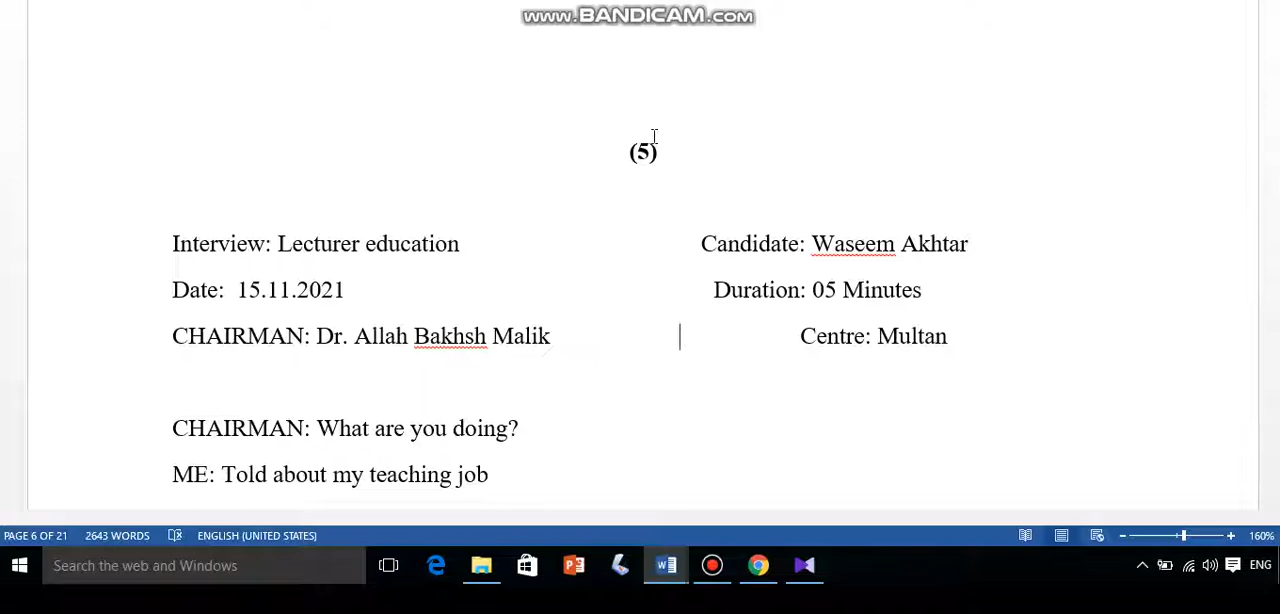 www.BANDICAM.com
(5)
Interview: Lecturer education Candidate: Waseem Akhtar
Date: 15.11.2021 Duration: 05 Minutes
CHAIRMAN: Dr. Allah Bakhsh Malik Centre: Multan
CHAIRMAN: What are you doing?
ME: Told about my teaching job
PAGE 6 OF 21 2643 WORDS ENGLISH (UNITED STATES) 160%
Search the web and Windows ENG